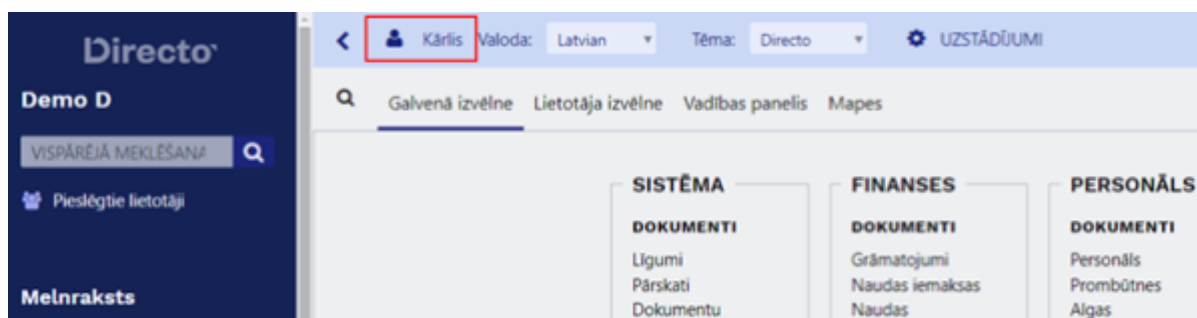 Directo
Demo D
VISPĀRĒJĀ MEKLĒŠANA
Pieslēgtie lietotāji
Melnraksts
Kārlis Valoda: Latvian Tēma: Directo UZSTĀDĪJUMI
Galvenā izvēlne Lietotāja izvēlne Vadības panelis Mapes
SISTĒMA
DOKUMENTI
Līgumi
Pārskati
Dokumentu
FINANSES
DOKUMENTI
Grāmatojumi
Naudas iemaksas
Naudas
PERSONĀLS
DOKUMENTI
Personāls
Prombūtnes
Algas